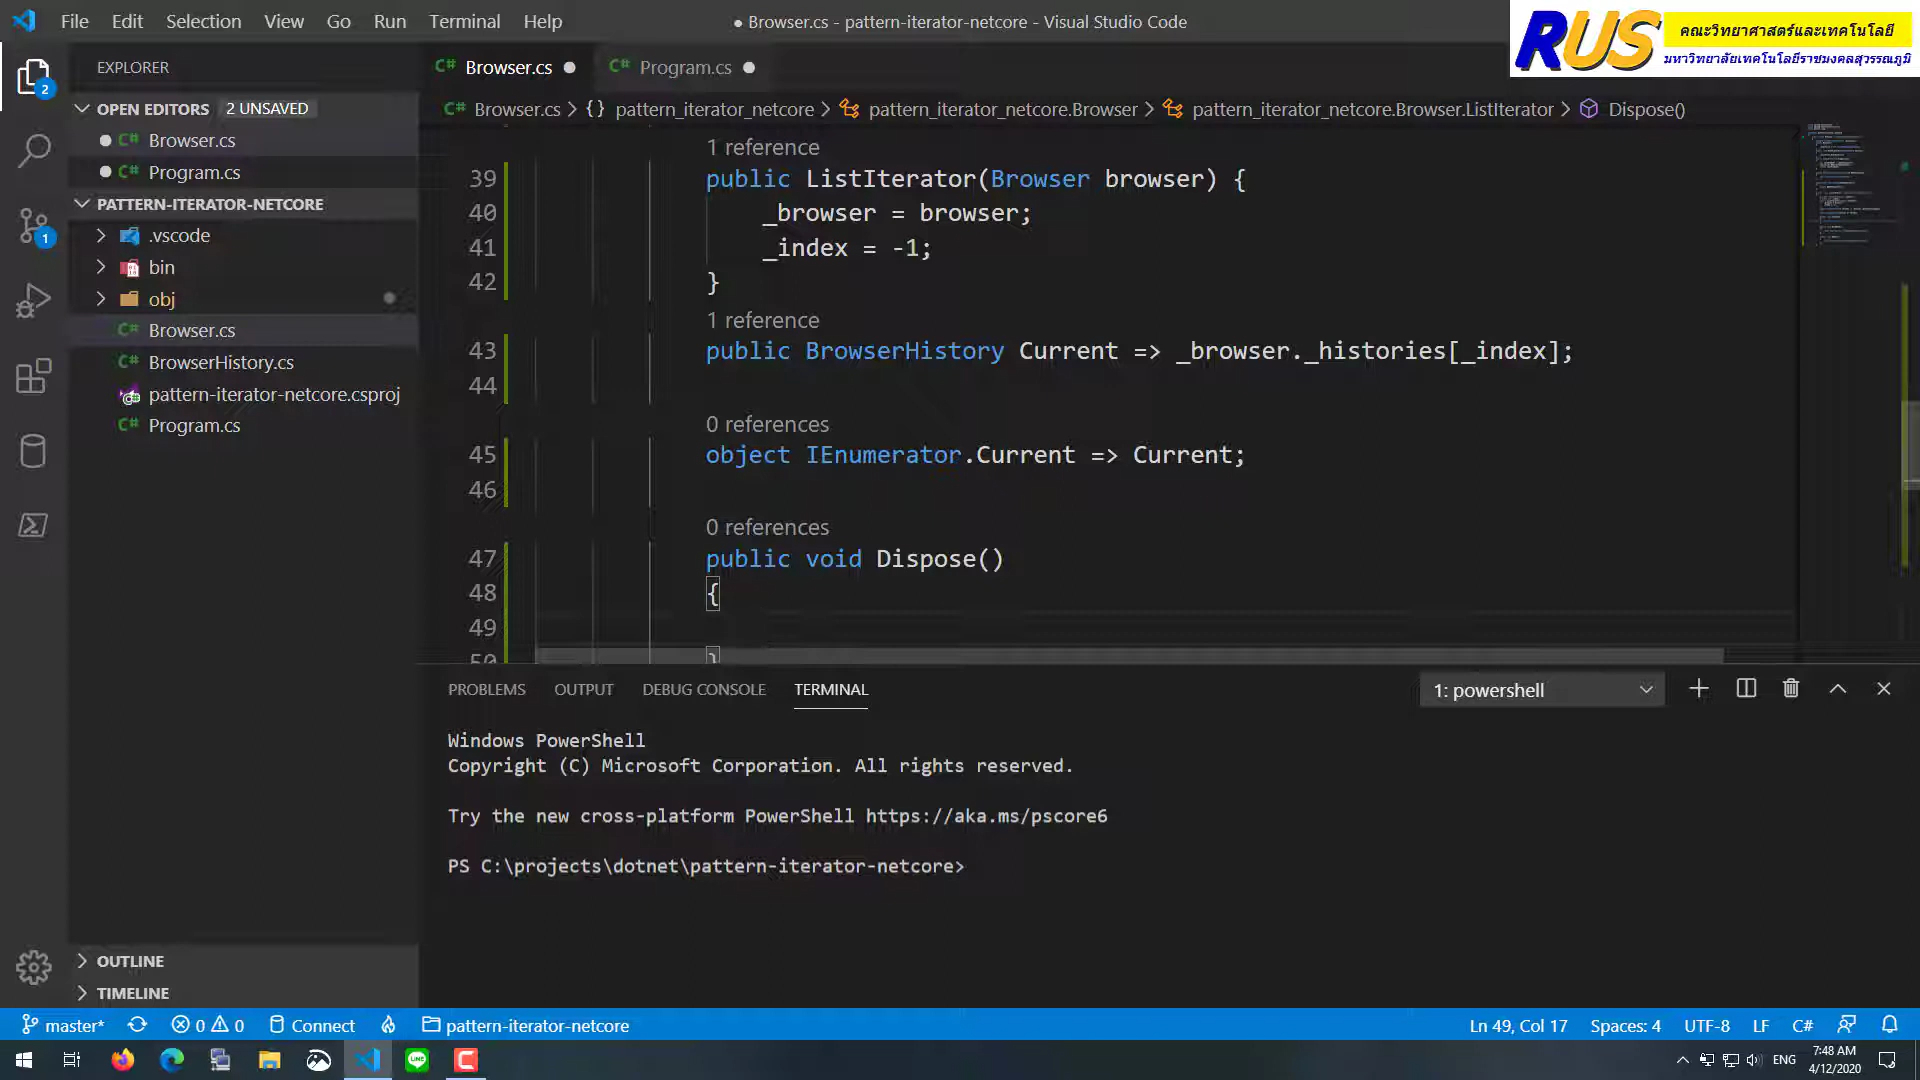 File Edit Selection View Go Run Terminal Help
● Browser.cs - pattern-iterator-netcore - Visual Studio Code
RUS
คณะวิทยาศาสตร์และเทคโนโลยี
มหาวิทยาลัยเทคโนโลยีราชมงคลสุวรรณภูมิ
EXPLORER
OPEN EDITORS 2 UNSAVED
C# Browser.cs
C# Program.cs
PATTERN-ITERATOR-NETCORE
.vscode
bin
obj
C# Browser.cs
C# BrowserHistory.cs
pattern-iterator-netcore.csproj
C# Program.cs
OUTLINE
TIMELINE
2
1
C# Browser.cs ● C# Program.cs ●
C# Browser.cs > {} pattern_iterator_netcore > pattern_iterator_netcore.Browser > pattern_iterator_netcore.Browser.ListIterator > Dispose()
1 reference
39 public ListIterator(Browser browser) {
40 _browser = browser;
41 _index = -1;
42 }
1 reference
43 public BrowserHistory Current => _browser._histories[_index];
44
0 references
45 object IEnumerator.Current => Current;
46
0 references
47 public void Dispose()
48 {
49
50 }
PROBLEMS OUTPUT DEBUG CONSOLE TERMINAL
1: powershell
Windows PowerShell
Copyright (C) Microsoft Corporation. All rights reserved.
Try the new cross-platform PowerShell https://aka.ms/pscore6
PS C:\projects\dotnet\pattern-iterator-netcore>
master* 0 0 Connect pattern-iterator-netcore
Ln 49, Col 17 Spaces: 4 UTF-8 LF C#
LINE
ENG
7:48 AM
4/12/2020